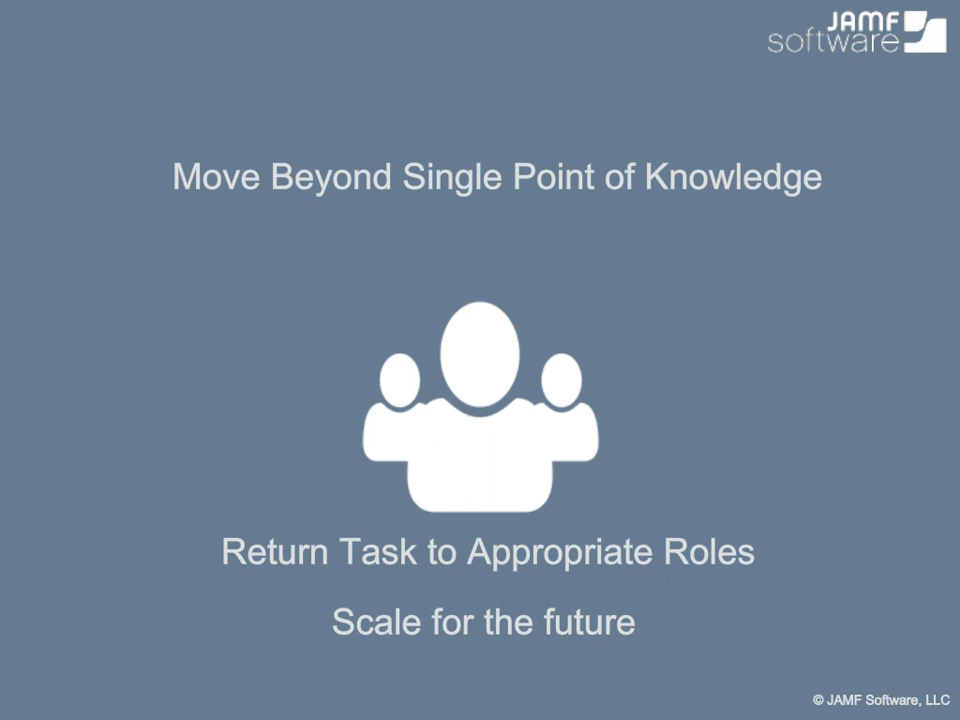 JAMF
software
Move Beyond Single Point of Knowledge
Return Task to Appropriate Roles
Scale for the future
© JAMF Software, LLC